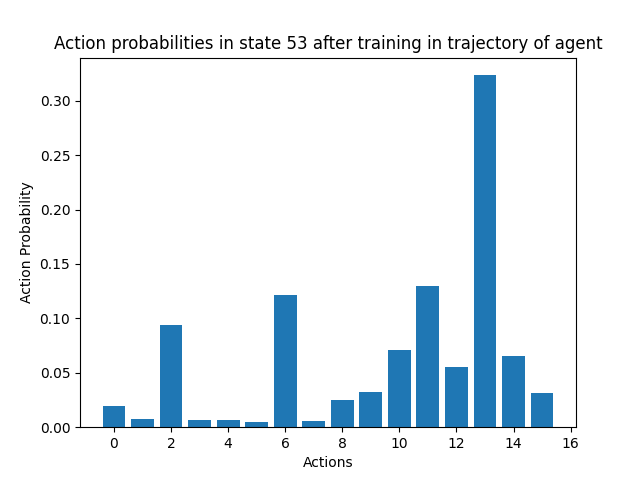 Action probabilities in state 53 after training in trajectory of agent
Action Probability
0.30
0.25
0.20
0.15
0.10
0.05
0.00
0 2 4 6 8 10 12 14 16
Actions